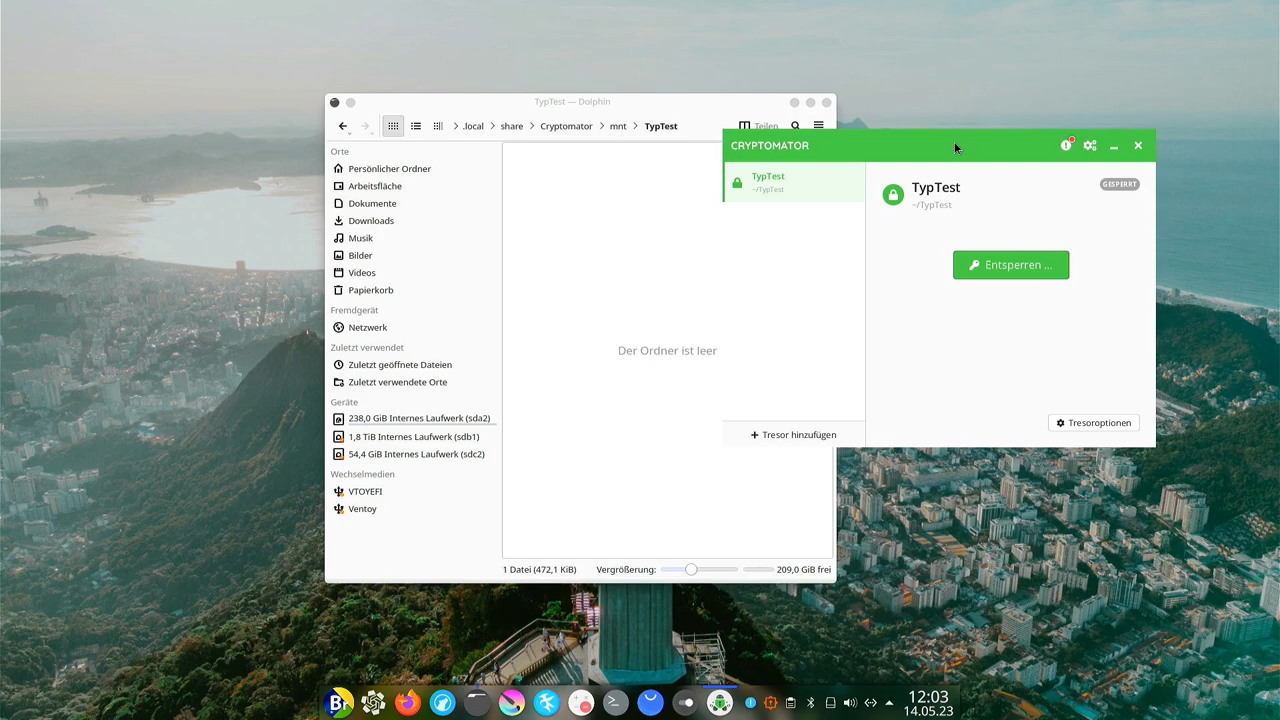 TypTest — Dolphin
.local
share
Cryptomator
mnt
TypTest
Teilen
Orte
Persönlicher Ordner
Arbeitsfläche
Dokumente
Downloads
Musik
Bilder
Videos
Papierkorb
Fremdgerät
Netzwerk
Zuletzt verwendet
Zuletzt geöffnete Dateien
Zuletzt verwendete Orte
Geräte
238,0 GiB Internes Laufwerk (sda2)
1,8 TiB Internes Laufwerk (sdb1)
54,4 GiB Internes Laufwerk (sdc2)
Wechselmedien
VTOYEFI
Ventoy
Der Ordner ist leer
1 Datei (472,1 KiB)
Vergrößerung:
209,0 GiB frei
CRYPTOMATOR
TypTest
~/TypTest
+ Tresor hinzufügen
TypTest
~/TypTest
GESPERRT
Entsperren ...
Tresoroptionen
12:03
14.05.23